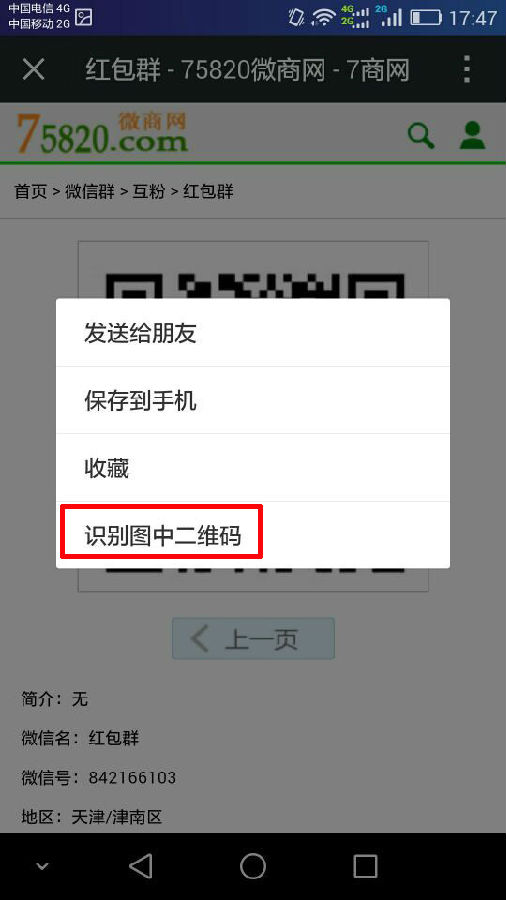 中国电信 4G
中国移动 2G
4G
2G
2G
17:47
红包群 - 75820微商网 - 7商网
微商网
75820.com
首页 > 微信群 > 互粉 > 红包群
发送给朋友
保存到手机
收藏
识别图中二维码
上一页
简介：无
微信名：红包群
微信号：842166103
地区：天津/津南区